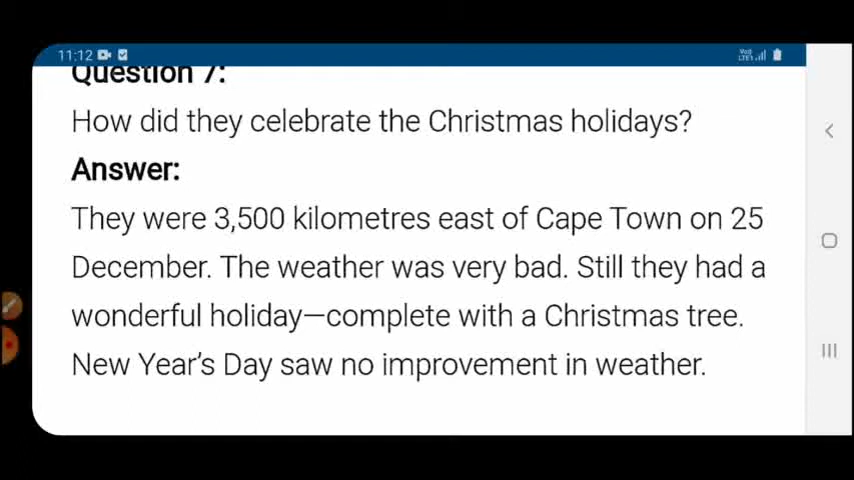 11:12
Question 7:
How did they celebrate the Christmas holidays?
Answer:
They were 3,500 kilometres east of Cape Town on 25
December. The weather was very bad. Still they had a
wonderful holiday—complete with a Christmas tree.
New Year's Day saw no improvement in weather.